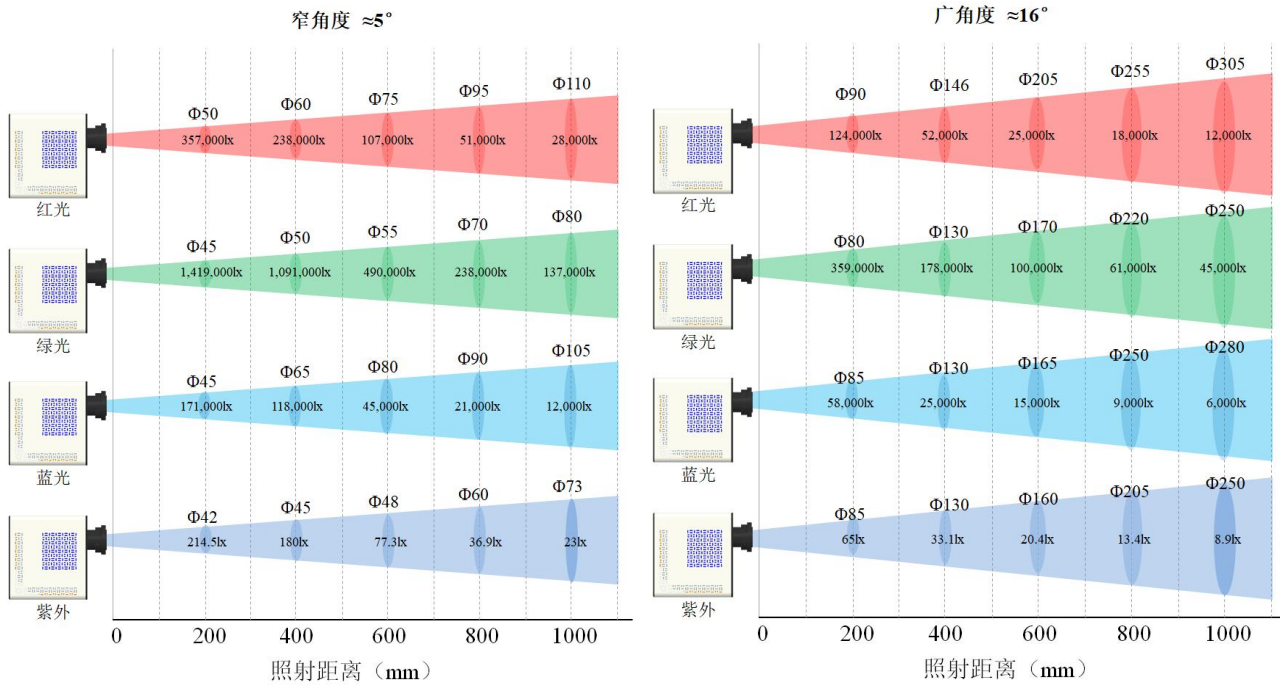 窄角度 ≈5°
Φ50 Φ60 Φ75 Φ95 Φ110
357,000lx 238,000lx 107,000lx 51,000lx 28,000lx
红光
Φ45 Φ50 Φ55 Φ70 Φ80
1,419,000lx 1,091,000lx 490,000lx 238,000lx 137,000lx
绿光
Φ45 Φ65 Φ80 Φ90 Φ105
171,000lx 118,000lx 45,000lx 21,000lx 12,000lx
蓝光
Φ42 Φ45 Φ48 Φ60 Φ73
214.5lx 180lx 77.3lx 36.9lx 23lx
紫外
0 200 400 600 800 1000
照射距离（mm）
广角度 ≈16°
Φ90 Φ146 Φ205 Φ255 Φ305
124,000lx 52,000lx 25,000lx 18,000lx 12,000lx
红光
Φ80 Φ130 Φ170 Φ220 Φ250
359,000lx 178,000lx 100,000lx 61,000lx 45,000lx
绿光
Φ85 Φ130 Φ165 Φ250 Φ280
58,000lx 25,000lx 15,000lx 9,000lx 6,000lx
蓝光
Φ85 Φ130 Φ160 Φ205 Φ250
65lx 33.1lx 20.4lx 13.4lx 8.9lx
紫外
0 200 400 600 800 1000
照射距离（mm）